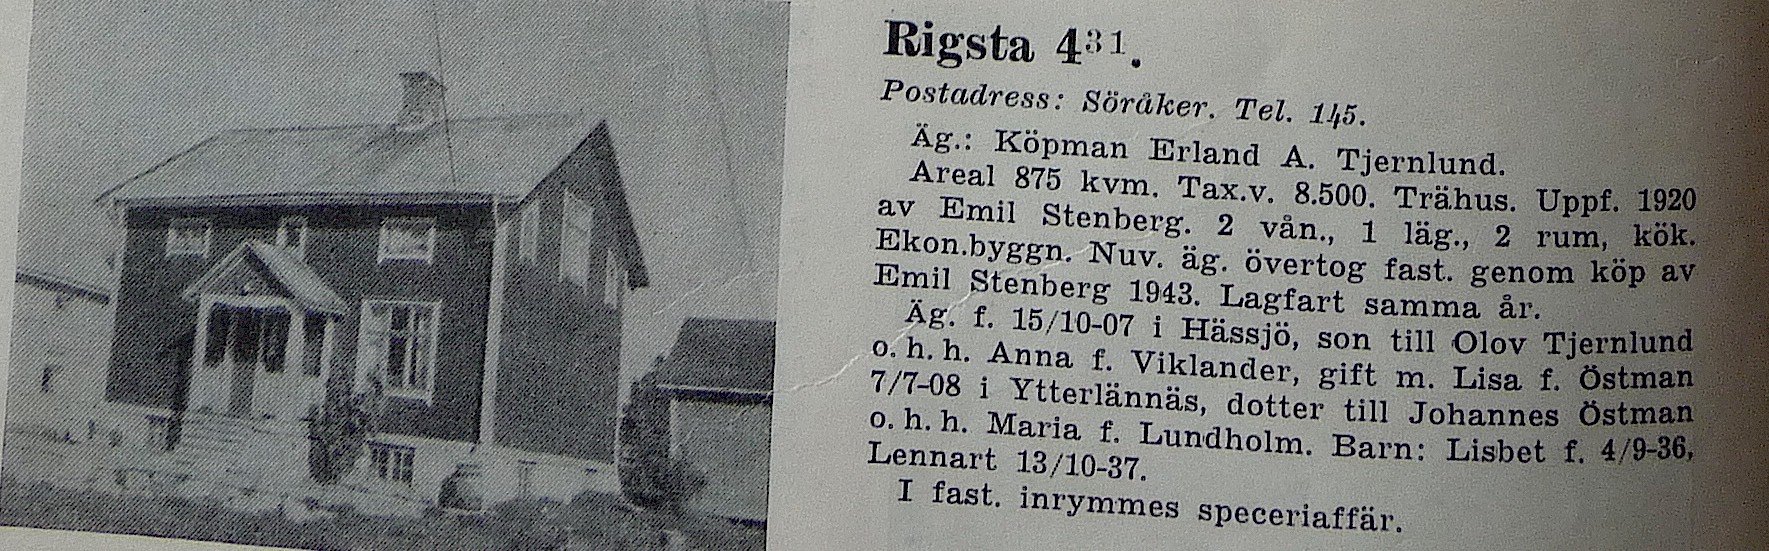 Rigsta 4³¹.
Postadress: Söråker. Tel. 145.
Äg.: Köpman Erland A. Tjernlund.
Areal 875 kvm. Tax.v. 8.500. Trähus. Uppf. 1920
av Emil Stenberg. 2 vån., 1 läg., 2 rum, kök.
Ekon.byggn. Nuv. äg. övertog fast. genom köp av
Emil Stenberg 1943. Lagfart samma år.
Äg. f. 15/10-07 i Hässjö, son till Olov Tjernlund
o. h. h. Anna f. Viklander, gift m. Lisa f. Östman
7/7-08 i Ytterlännäs, dotter till Johannes Östman
o. h. h. Maria f. Lundholm. Barn: Lisbet f. 4/9-36,
Lennart 13/10-37.
I fast. inrymmes speceriaffär.